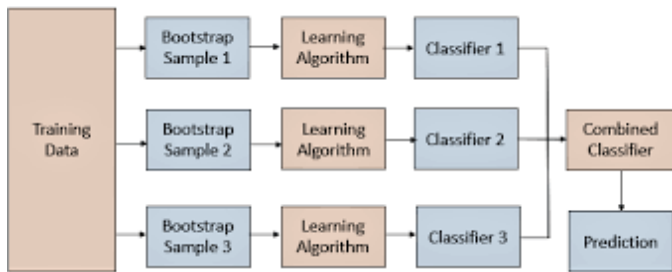 Training
Data
Bootstrap
Sample 1
Learning
Algorithm
Classifier 1
Bootstrap
Sample 2
Learning
Algorithm
Classifier 2
Combined
Classifier
Bootstrap
Sample 3
Learning
Algorithm
Classifier 3
Prediction